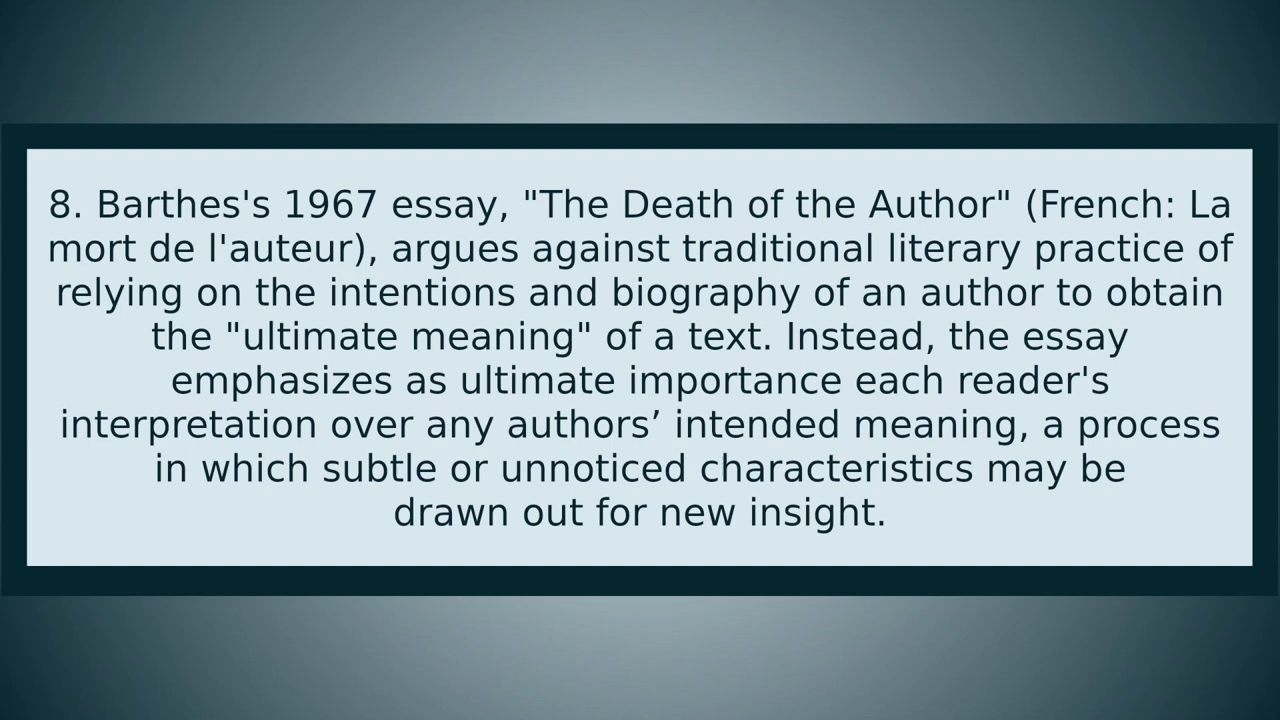 8. Barthes's 1967 essay, "The Death of the Author" (French: La
mort de l'auteur), argues against traditional literary practice of
relying on the intentions and biography of an author to obtain
the "ultimate meaning" of a text. Instead, the essay
emphasizes as ultimate importance each reader's
interpretation over any authors’ intended meaning, a process
in which subtle or unnoticed characteristics may be
drawn out for new insight.